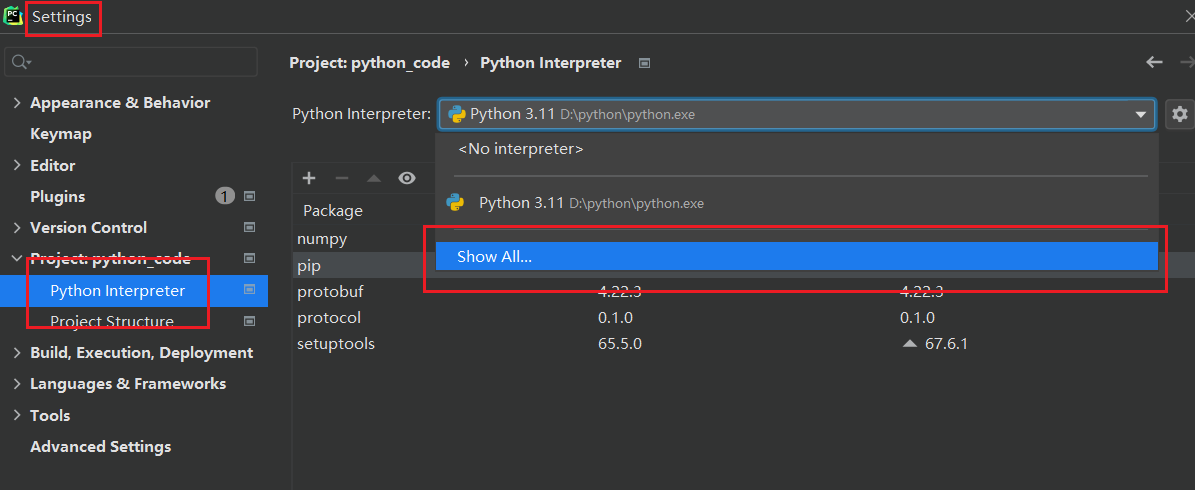 PC
Settings
Project: python_code › Python Interpreter
Appearance & Behavior
Python Interpreter: Python 3.11 D:\python\python.exe
Keymap
<No interpreter>
Editor
Plugins 1
Python 3.11 D:\python\python.exe
Package
Version Control
numpy
Project: python_code
Show All...
pip
Python Interpreter
protobuf 4.22.3 4.22.3
Project Structure
protocol 0.1.0 0.1.0
setuptools 65.5.0 67.6.1
Build, Execution, Deployment
Languages & Frameworks
Tools
Advanced Settings